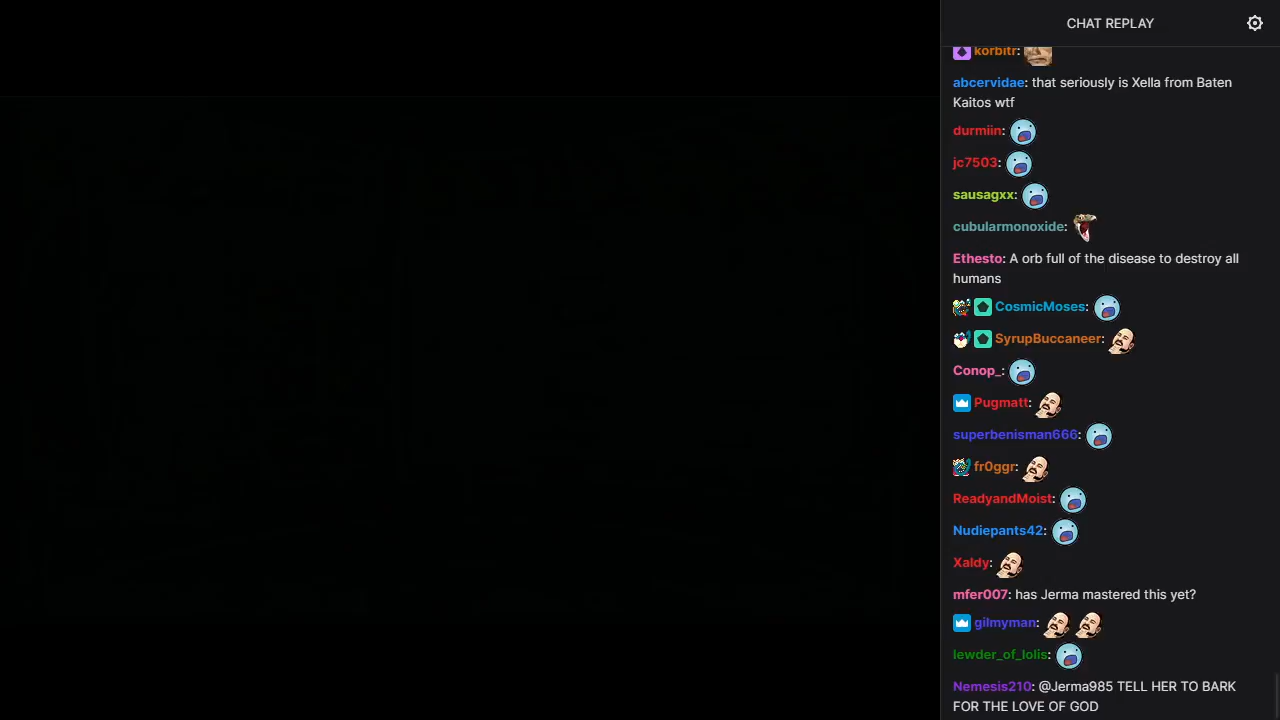 CHAT REPLAY
korbitr:
abcervidae: that seriously is Xella from Baten
Kaitos wtf
durmiin:
jc7503:
sausagxx:
cubularmonoxide:
Ethesto: A orb full of the disease to destroy all
humans
CosmicMoses:
SyrupBuccaneer:
Conop_:
Pugmatt:
superbenisman666:
fr0ggr:
ReadyandMoist:
Nudiepants42:
Xaldy:
mfer007: has Jerma mastered this yet?
gilmyman:
lewder_of_lolis:
Nemesis210: @Jerma985 TELL HER TO BARK
FOR THE LOVE OF GOD